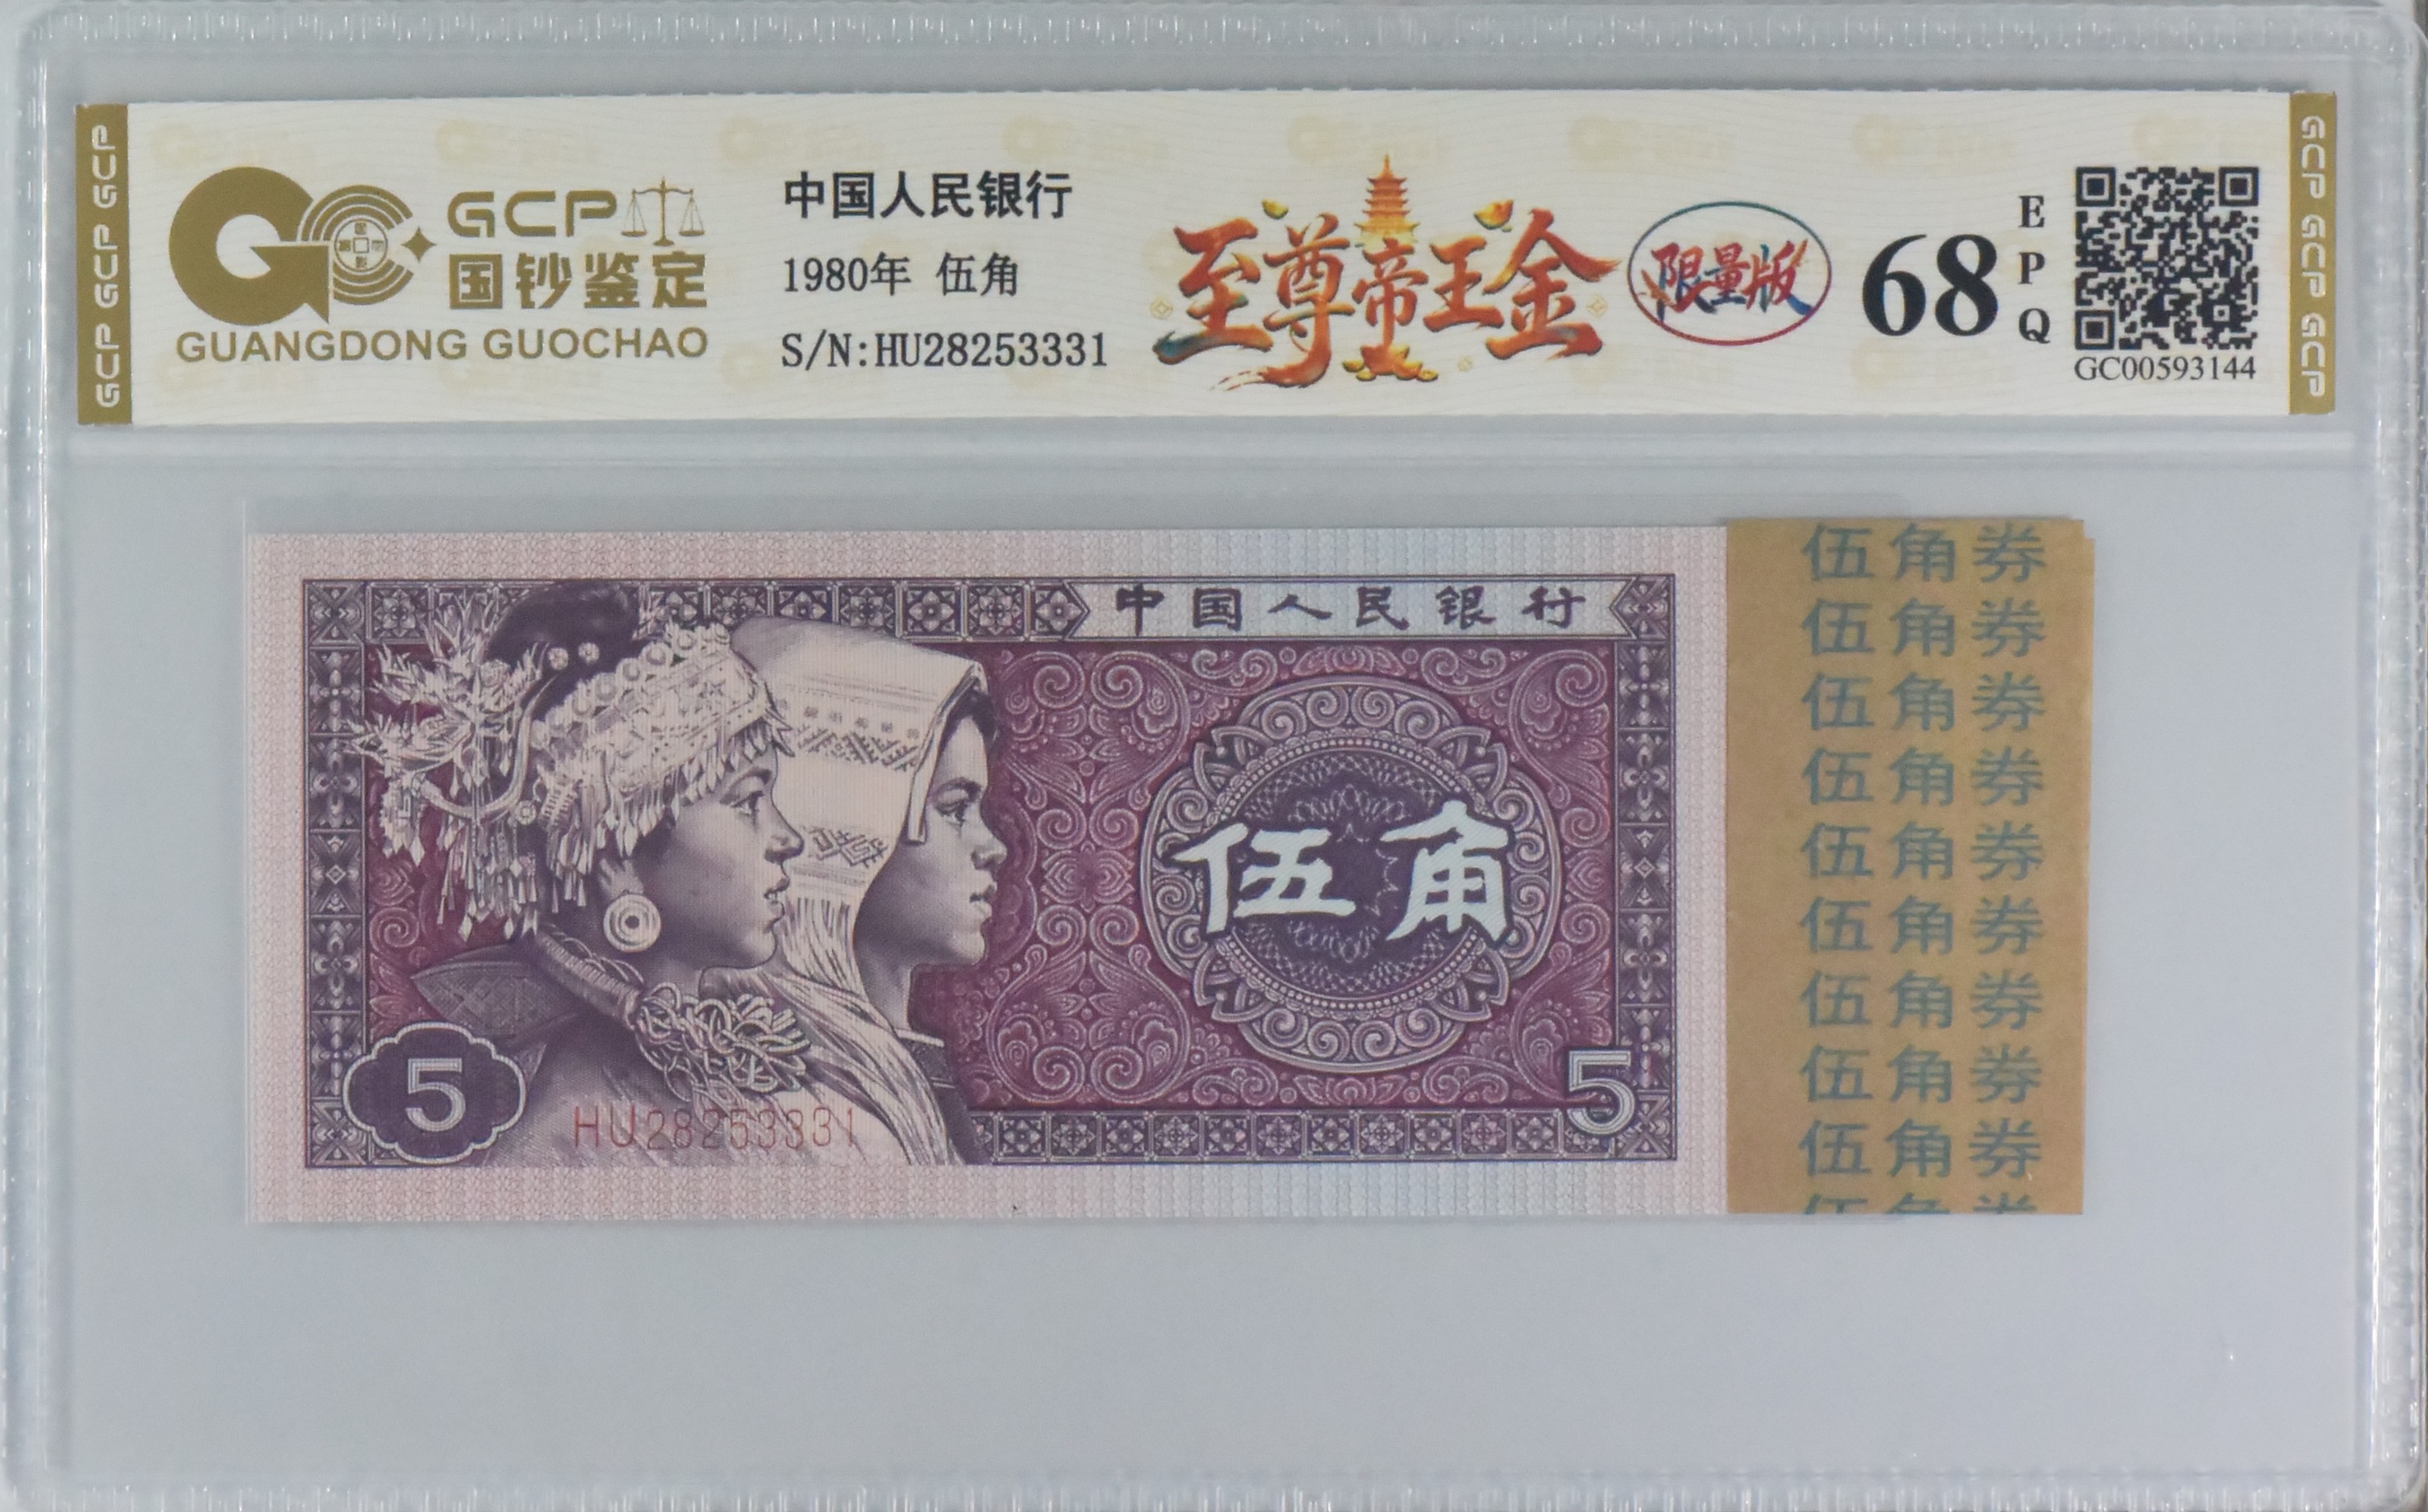 GCP GCP GCP
GCP
国钞鉴定
GUANGDONG GUOCHAO
中国人民银行
1980年 伍角
S/N:HU28253331
至尊帝王金
限量版
68
EPQ
GC00593144
GCP GCP GCP
中国人民银行
伍角
5
5
HU28253331
伍角券
伍角券
伍角券
伍角券
伍角券
伍角券
伍角券
伍角券
伍角券